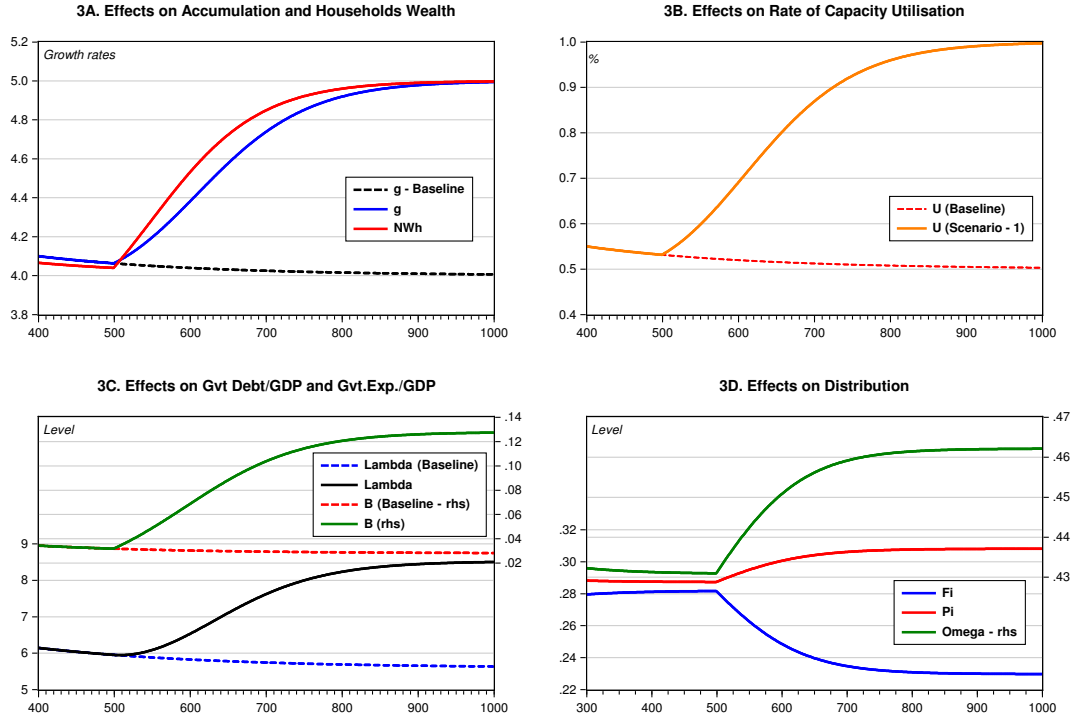 3A. Effects on Accumulation and Households Wealth
Growth rates
5.2
5.0
4.8
4.6
4.4
4.2
4.0
3.8
g - Baseline
g
NWh
400 500 600 700 800 900 1000
3B. Effects on Rate of Capacity Utilisation
%
1.0
0.9
0.8
0.7
0.6
0.5
0.4
U (Baseline)
U (Scenario - 1)
400 500 600 700 800 900 1000
3C. Effects on Gvt Debt/GDP and Gvt.Exp./GDP
Level
9
8
7
6
5
.14
.12
.10
.08
.06
.04
.02
Lambda (Baseline)
Lambda
B (Baseline - rhs)
B (rhs)
400 500 600 700 800 900 1000
3D. Effects on Distribution
Level
.32
.30
.28
.26
.24
.22
.47
.46
.45
.44
.43
Fi
Pi
Omega - rhs
300 400 500 600 700 800 900 1000